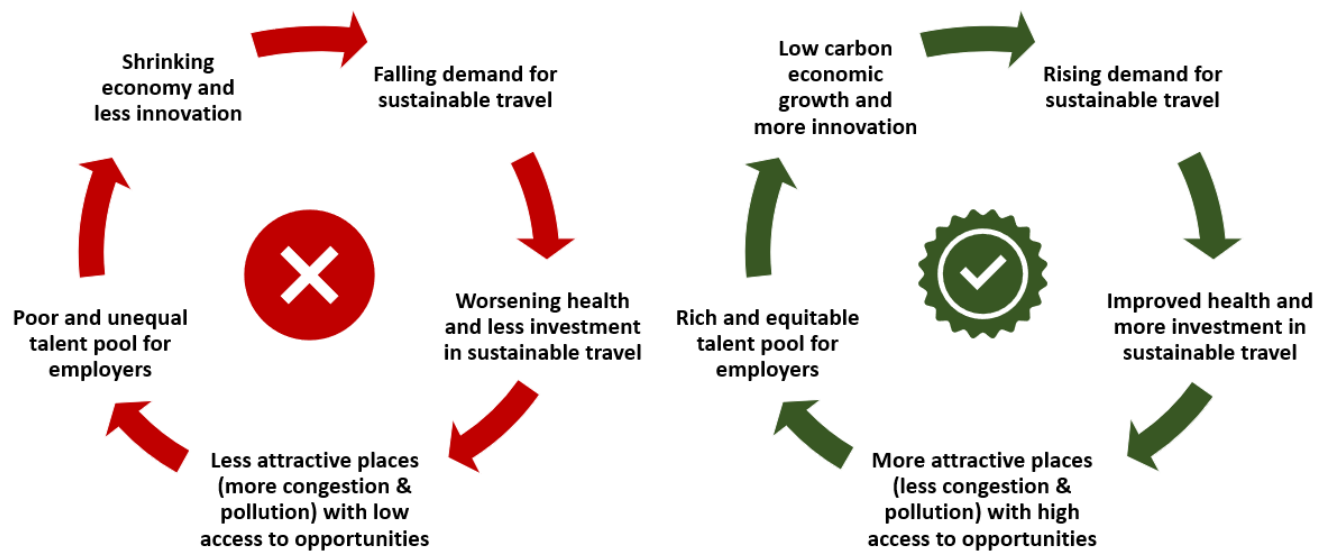 Shrinking
economy and
less innovation
Falling demand for
sustainable travel
Worsening health
and less investment
in sustainable travel
Less attractive places
(more congestion &
pollution) with low
access to opportunities
Poor and unequal
talent pool for
employers
Low carbon
economic
growth and
more innovation
Rising demand for
sustainable travel
Improved health and
more investment in
sustainable travel
More attractive places
(less congestion &
pollution) with high
access to opportunities
Rich and equitable
talent pool for
employers